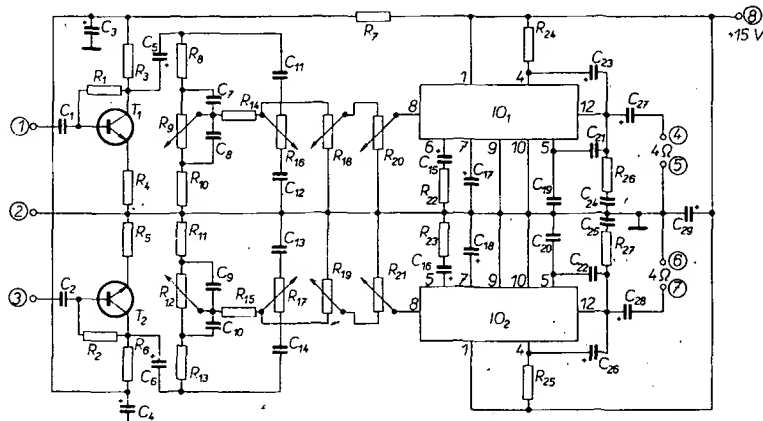 C3 R7 R24 8
+15 V
R3 C5 R8 C11 1 4 C23
R1 C7 R14 8 IO1 12 C27
1 C1 T1 R9 R16 R18 R20 4
C8 6 7 9 10 5 C21 4Ω
C15 C17 R26 5
R4 R10 C12 R22 C19 C24
2
R5 R11 C13 R23 C18 C20 C25 C29
R27
C9 R19 R21 C16 C22 6
3 C2 T2 R12 R15 R17 5 7 9 10 5 4Ω
C10 8 IO2 12 C28 7
R2 R6 C6 R13 C14 1 4 C26
C4 R25